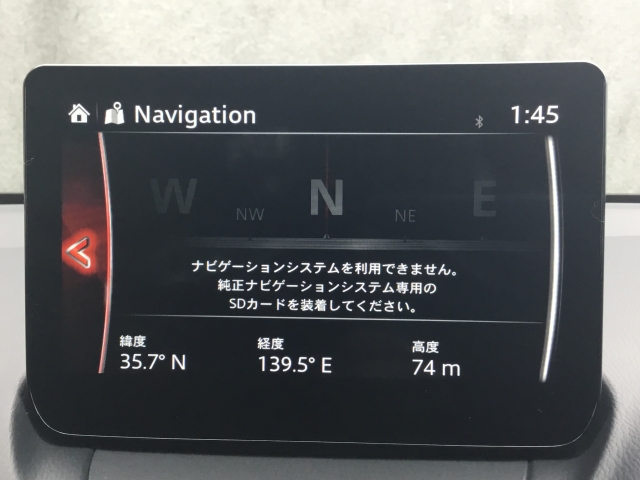 Navigation
1:45
W NW N NE E
ナビゲーションシステムを利用できません。
純正ナビゲーションシステム専用の
SDカードを装着してください。
緯度 経度 高度
35.7° N 139.5° E 74 m